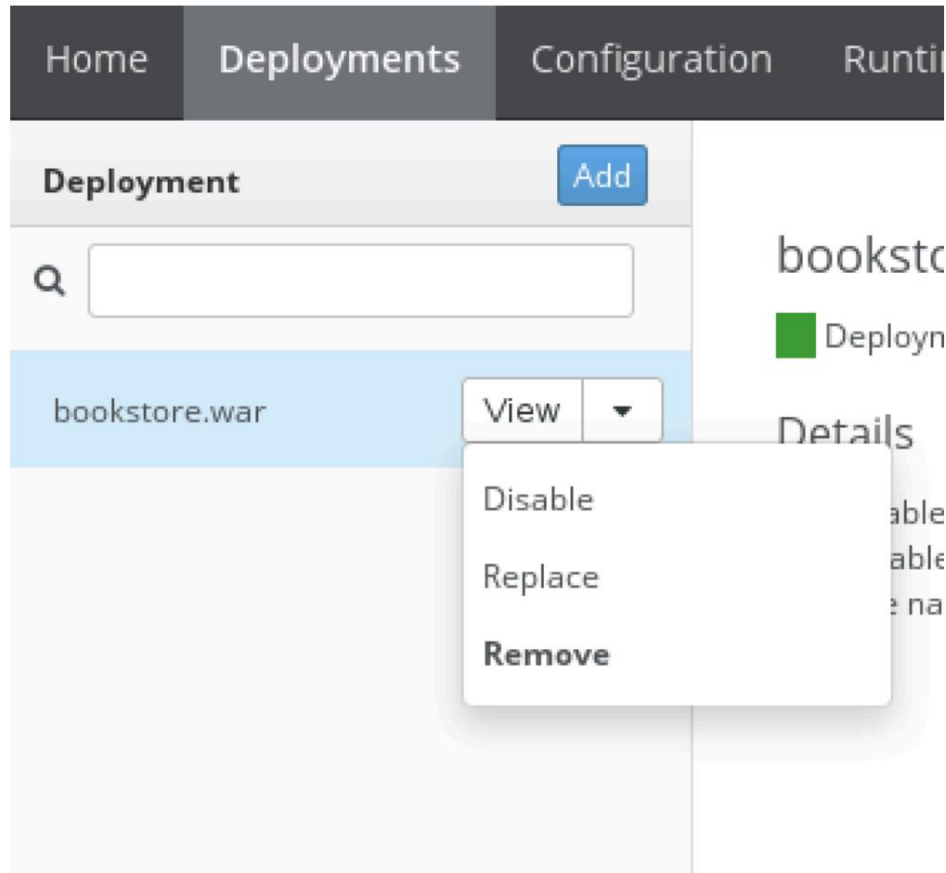 Home Deployments Configuration
Deployment Add
bookstore.war View
Details
Disable
Replace
Remove